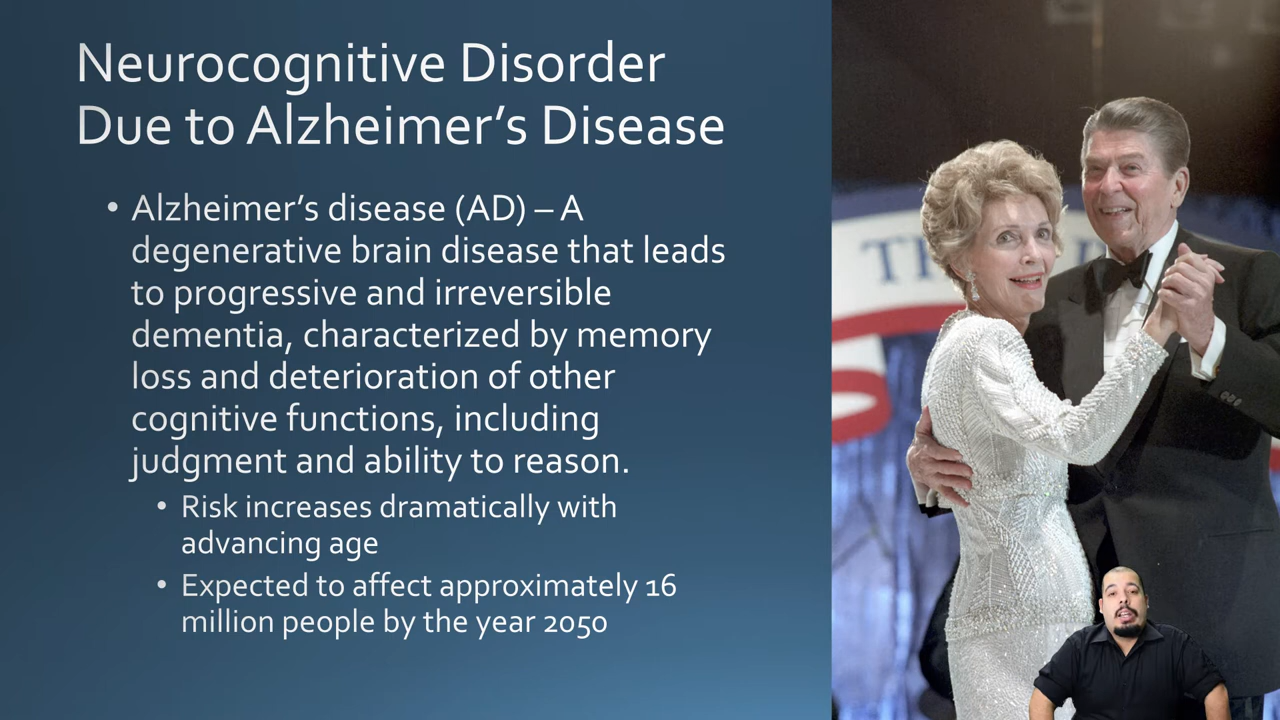 Neurocognitive Disorder
Due to Alzheimer’s Disease
• Alzheimer’s disease (AD) – A
degenerative brain disease that leads
to progressive and irreversible
dementia, characterized by memory
loss and deterioration of other
cognitive functions, including
judgment and ability to reason.
• Risk increases dramatically with
advancing age
• Expected to affect approximately 16
million people by the year 2050